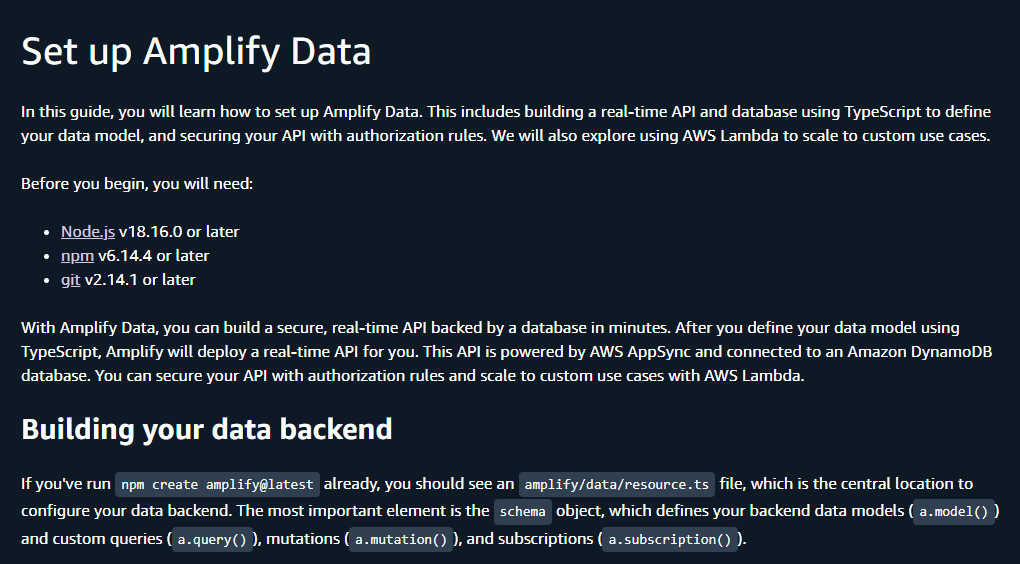 Set up Amplify Data
In this guide, you will learn how to set up Amplify Data. This includes building a real-time API and database using TypeScript to define
your data model, and securing your API with authorization rules. We will also explore using AWS Lambda to scale to custom use cases.
Before you begin, you will need:
• Node.js v18.16.0 or later
• npm v6.14.4 or later
• git v2.14.1 or later
With Amplify Data, you can build a secure, real-time API backed by a database in minutes. After you define your data model using
TypeScript, Amplify will deploy a real-time API for you. This API is powered by AWS AppSync and connected to an Amazon DynamoDB
database. You can secure your API with authorization rules and scale to custom use cases with AWS Lambda.
Building your data backend
If you've run npm create amplify@latest already, you should see an amplify/data/resource.ts file, which is the central location to
configure your data backend. The most important element is the schema object, which defines your backend data models (a.model())
and custom queries (a.query()), mutations (a.mutation()), and subscriptions (a.subscription()).